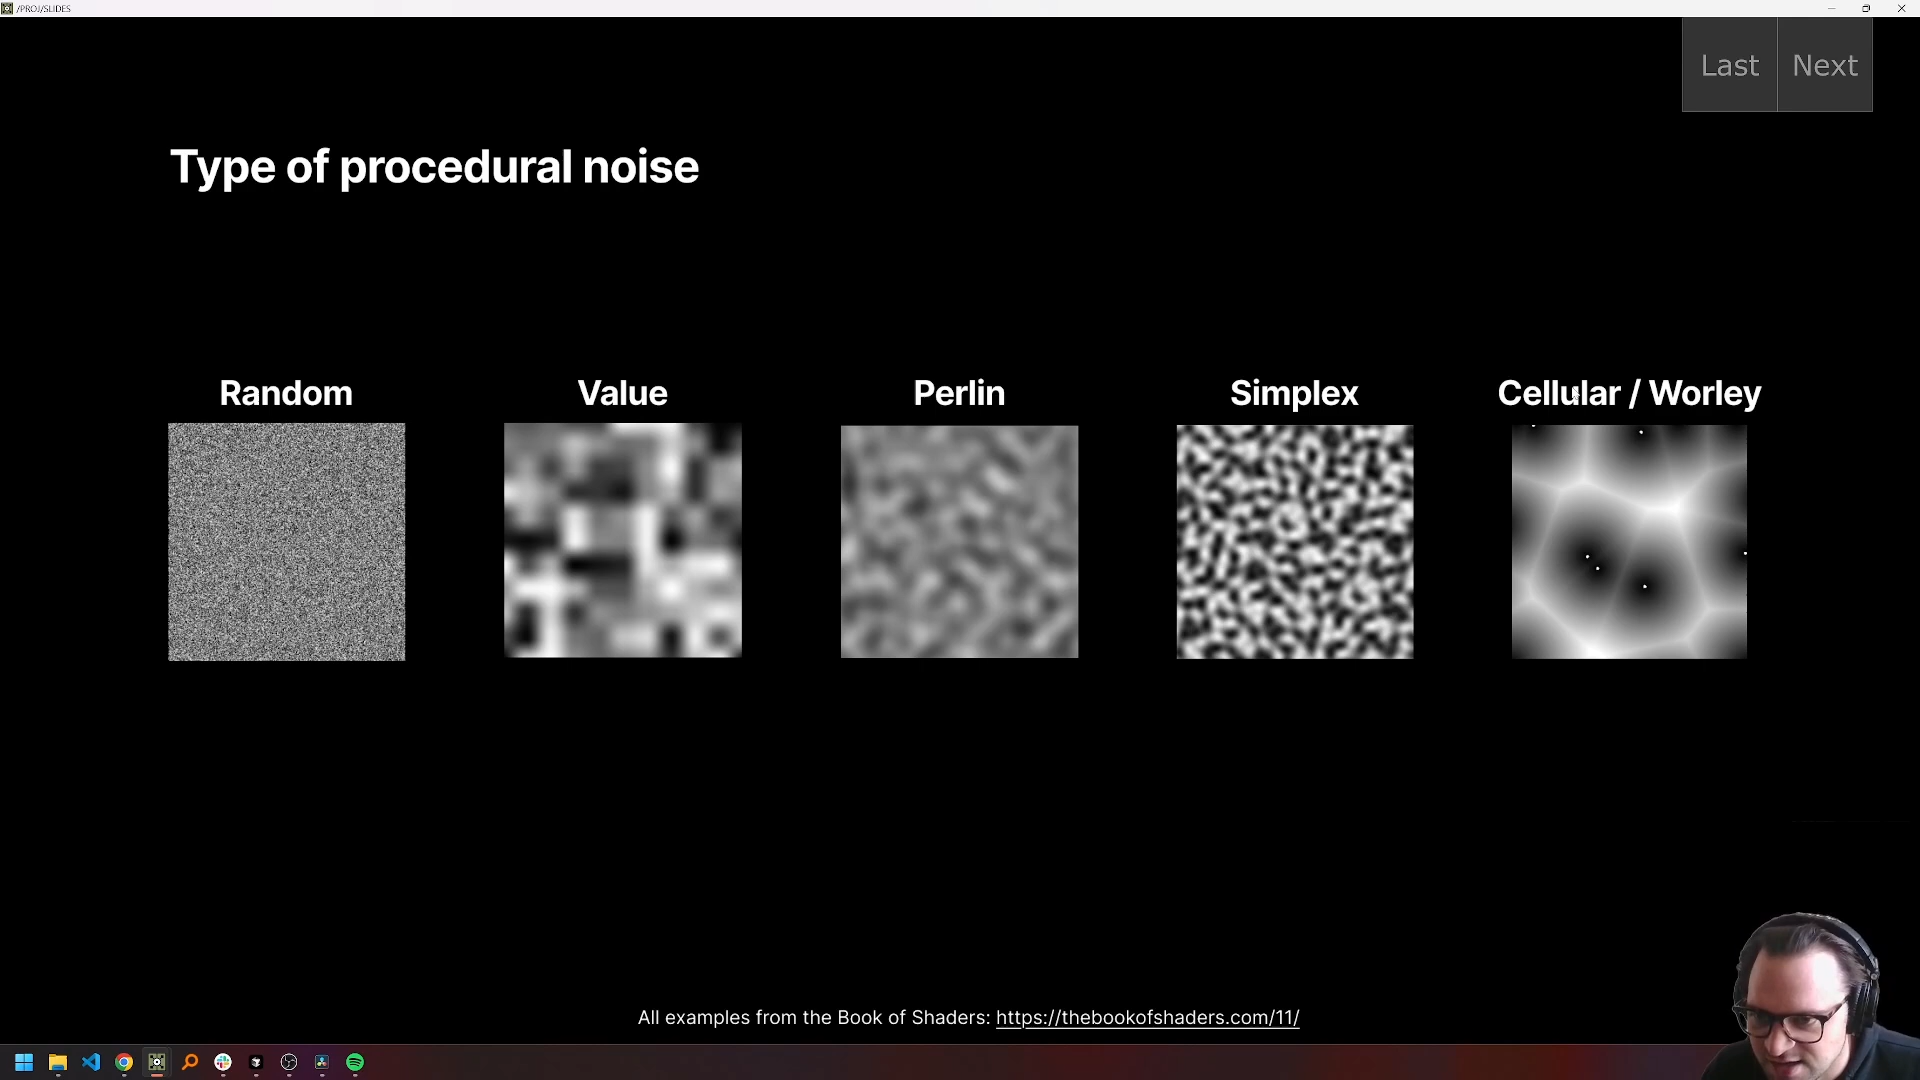 /PROJ/SLIDES
Last Next
Type of procedural noise
Random Value Perlin Simplex Cellular / Worley
All examples from the Book of Shaders: https://thebookofshaders.com/11/